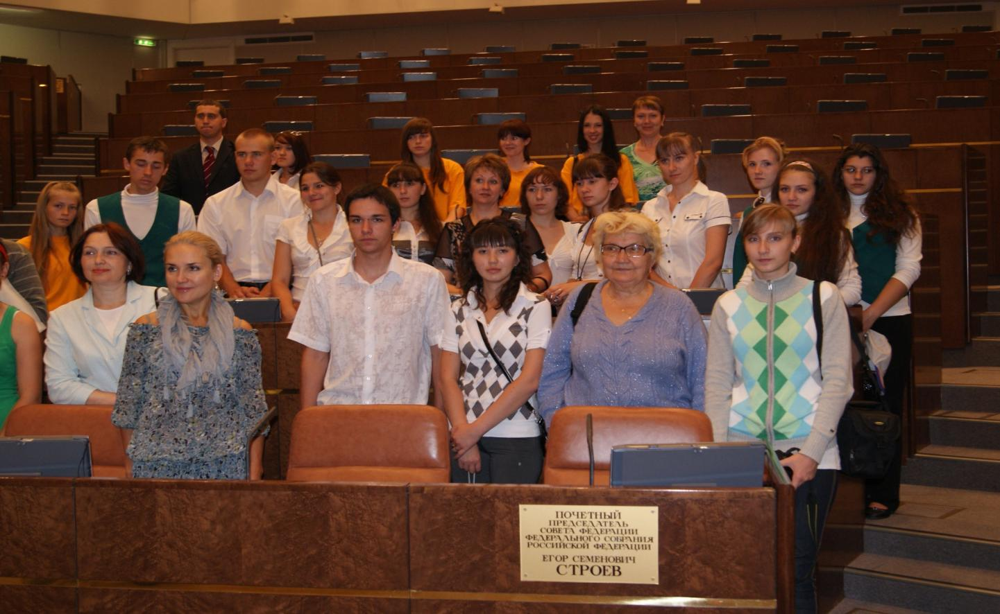 ПОЧЕТНЫЙ
ПРЕДСЕДАТЕЛЬ
СОВЕТА ФЕДЕРАЦИИ
ФЕДЕРАЛЬНОГО СОБРАНИЯ
РОССИЙСКОЙ ФЕДЕРАЦИИ
ЕГОР СЕМЕНОВИЧ
СТРОЕВ